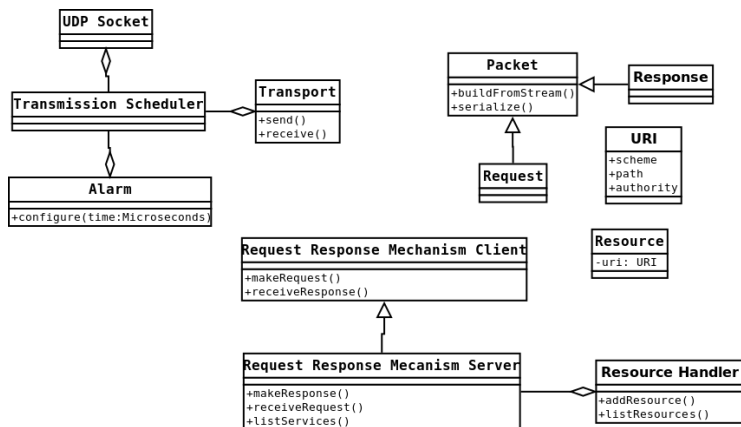 UDP Socket
Transmission Scheduler
Transport
+send()
+receive()
Alarm
+configure(time:Microseconds)
Packet
+buildFromStream()
+serialize()
Response
Request
URI
+scheme
+path
+authority
Resource
-uri: URI
Request Response Mechanism Client
+makeRequest()
+receiveResponse()
Request Response Mecanism Server
+makeResponse()
+receiveRequest()
+listServices()
Resource Handler
+addResource()
+listResources()